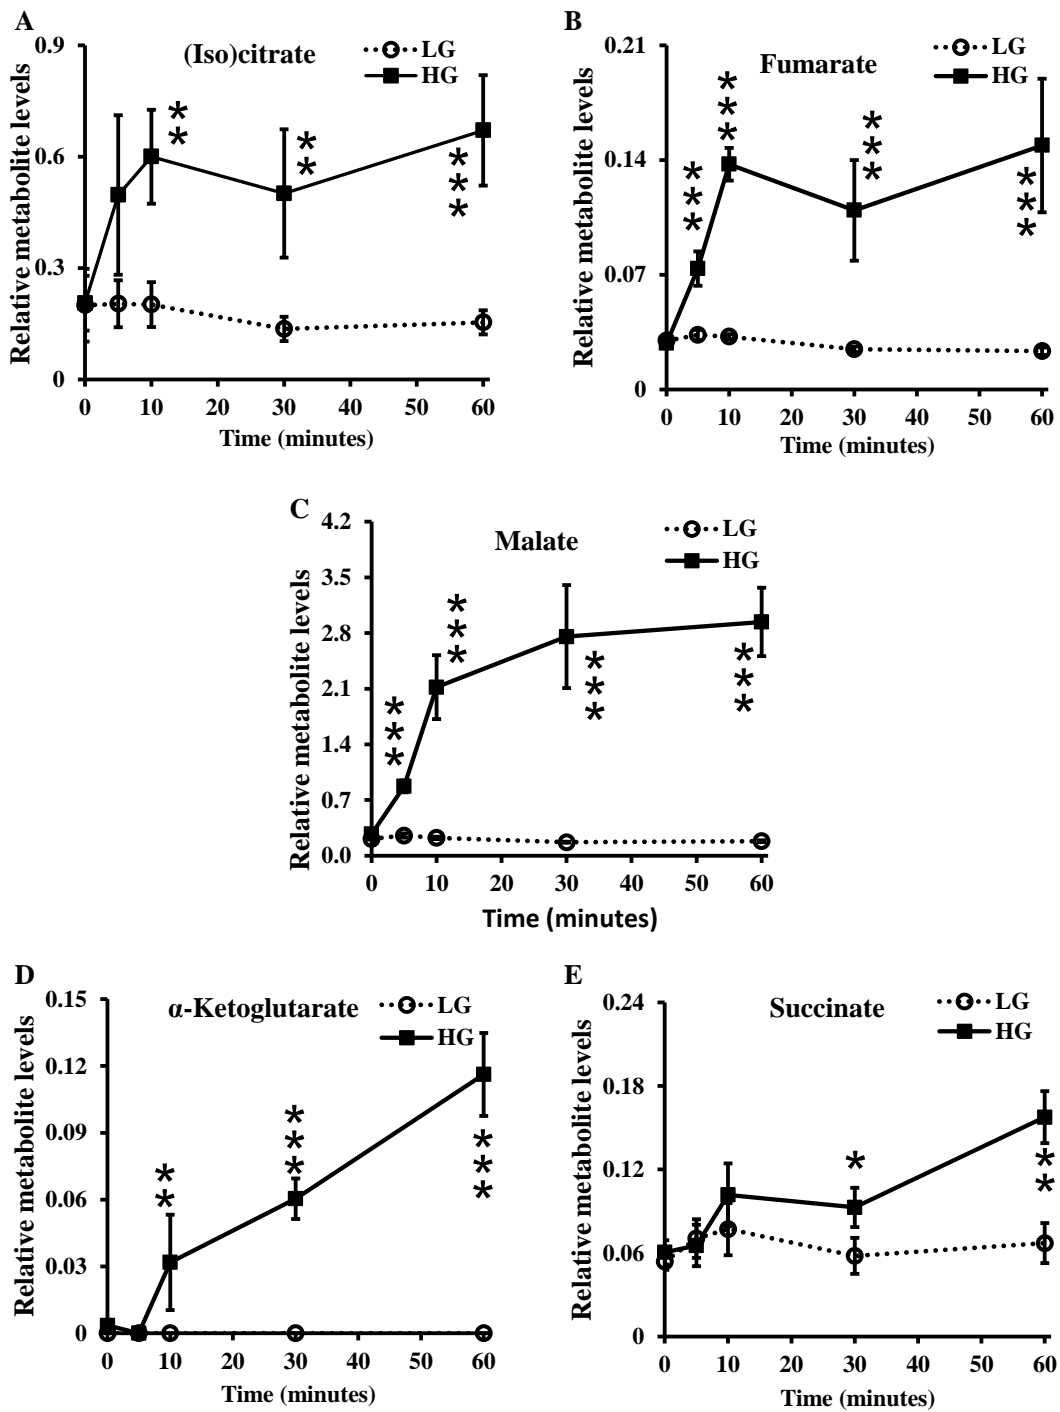 A
(Iso)citrate
LG
HG
Relative metabolite levels
0.9
0.6
0.3
0
**
**
***
0 10 20 30 40 50 60
Time (minutes)
B
Fumarate
LG
HG
Relative metabolite levels
0.21
0.14
0.07
0
***
***
***
***
0 10 20 30 40 50 60
Time (minutes)
C
Malate
LG
HG
Relative metabolite levels
4.2
3.5
2.8
2.1
1.4
0.7
0.0
***
***
***
***
0 10 20 30 40 50 60
Time (minutes)
D
α-Ketoglutarate
LG
HG
Relative metabolite levels
0.15
0.12
0.09
0.06
0.03
0
**
***
***
0 10 20 30 40 50 60
Time (minutes)
E
Succinate
LG
HG
Relative metabolite levels
0.24
0.18
0.12
0.06
0
*
**
0 10 20 30 40 50 60
Time (minutes)